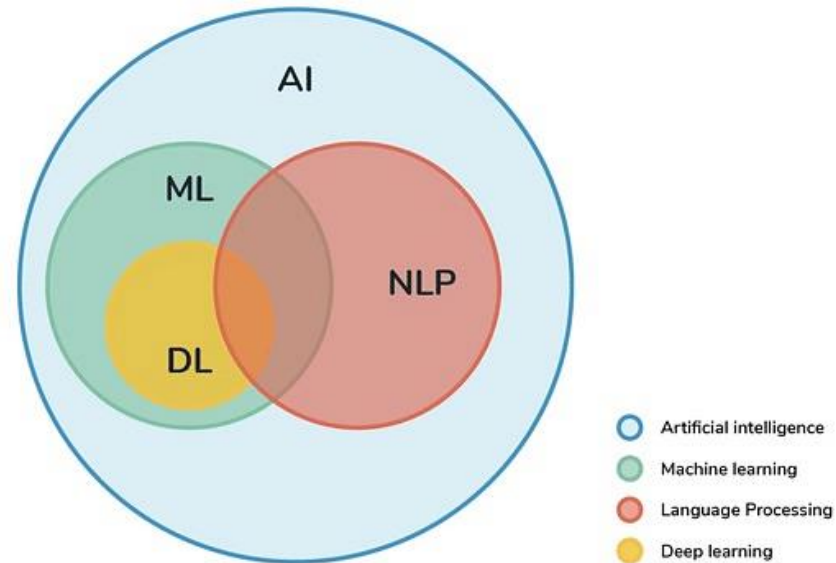 AI
ML
NLP
DL
Artificial intelligence
Machine learning
Language Processing
Deep learning